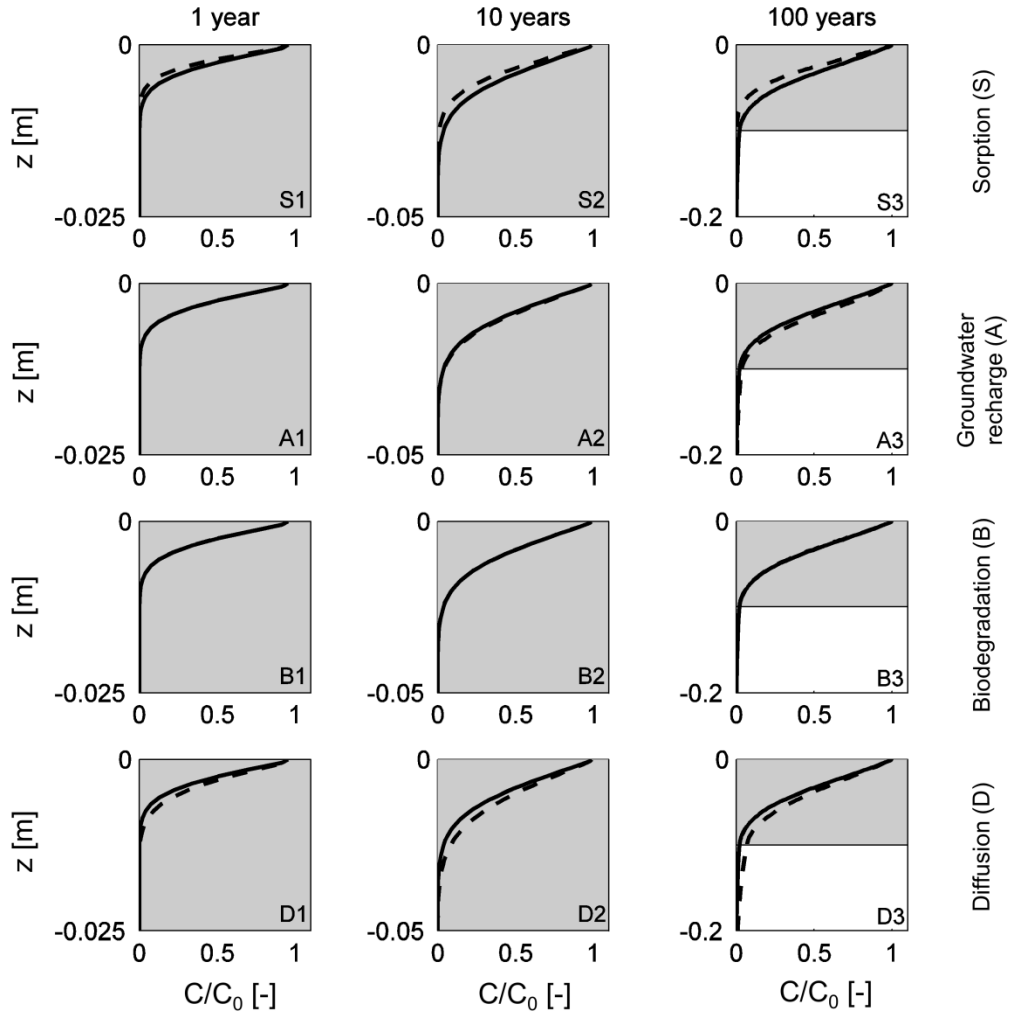 1 year
10 years
100 years
0
z [m]
-0.025
S1
0
0.5
1
0
-0.05
S2
0
0.5
1
0
-0.2
S3
0
0.5
1
Sorption (S)
0
z [m]
-0.025
A1
0
0.5
1
0
-0.05
A2
0
0.5
1
0
-0.2
A3
0
0.5
1
Groundwater
recharge (A)
0
z [m]
-0.025
B1
0
0.5
1
0
-0.05
B2
0
0.5
1
0
-0.2
B3
0
0.5
1
Biodegradation (B)
0
z [m]
-0.025
D1
0
0.5
1
C/C₀ [-]
0
-0.05
D2
0
0.5
1
C/C₀ [-]
0
-0.2
D3
0
0.5
1
C/C₀ [-]
Diffusion (D)